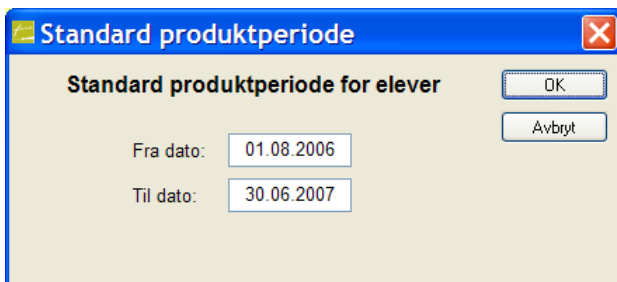 Standard produktperiode
Standard produktperiode for elever
OK
Avbryt
Fra dato: 01.08.2006
Til dato: 30.06.2007